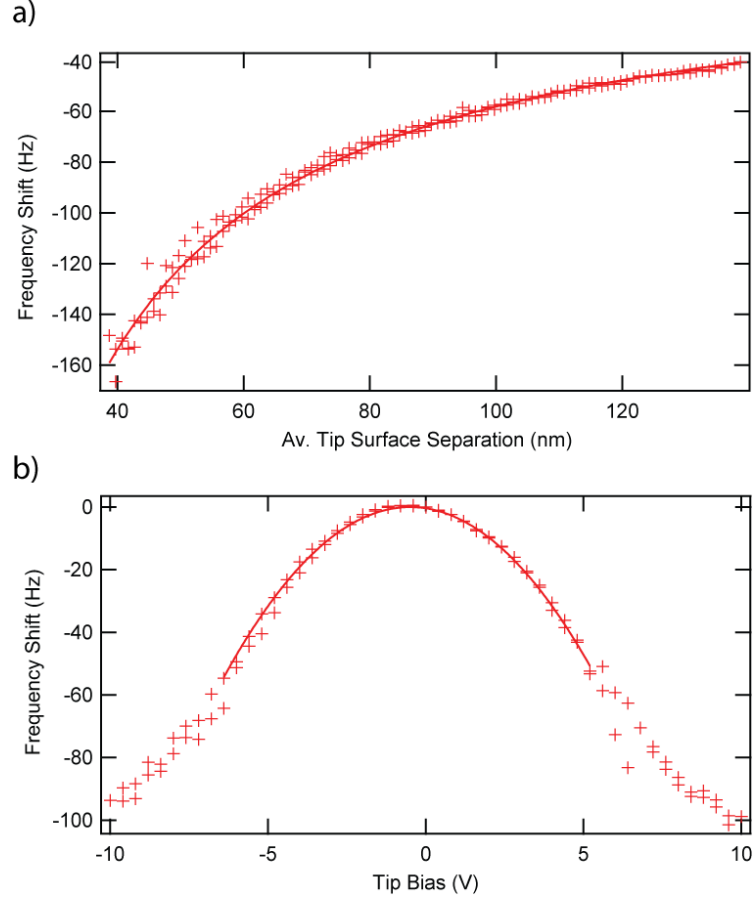 a)
-40
-60
-80
-100
-120
-140
-160
Frequency Shift (Hz)
40 60 80 100 120
Av. Tip Surface Separation (nm)
b)
0
-20
-40
-60
-80
-100
Frequency Shift (Hz)
-10 -5 0 5 10
Tip Bias (V)